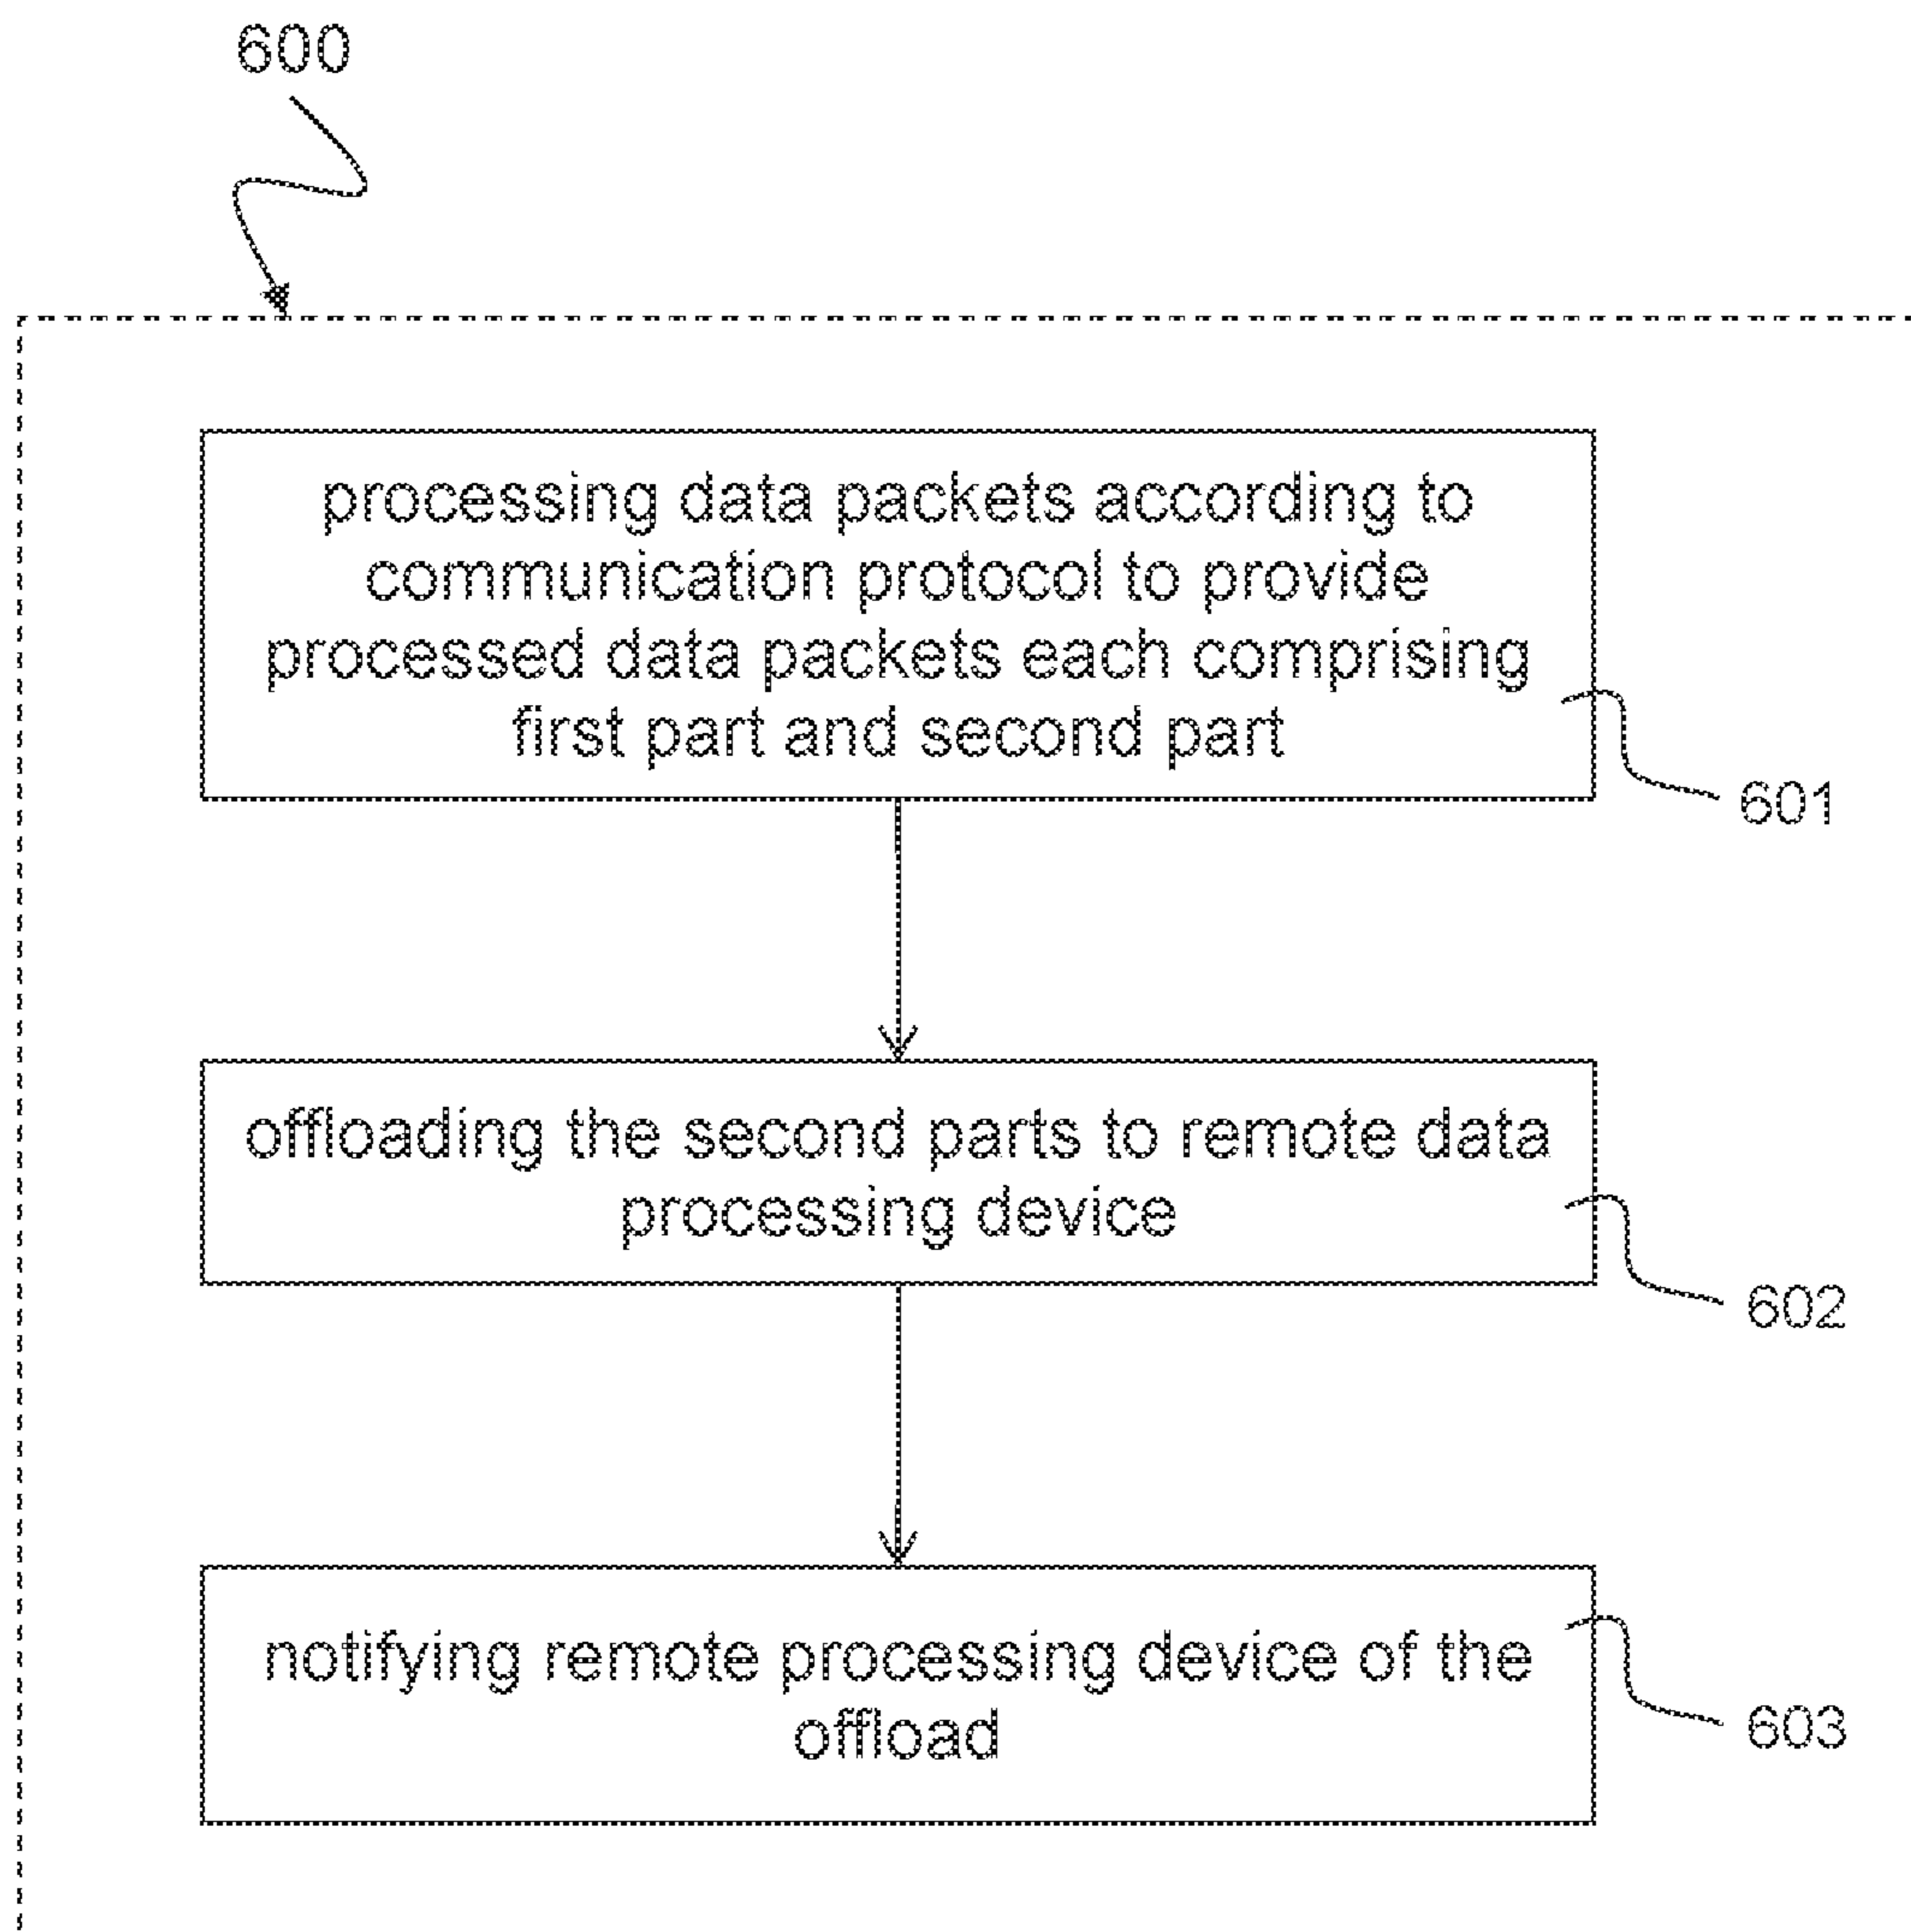 600
processing data packets according to
communication protocol to provide
processed data packets each comprising
first part and second part
601
offloading the second parts to remote data
processing device
602
notifying remote processing device of the
offload
603